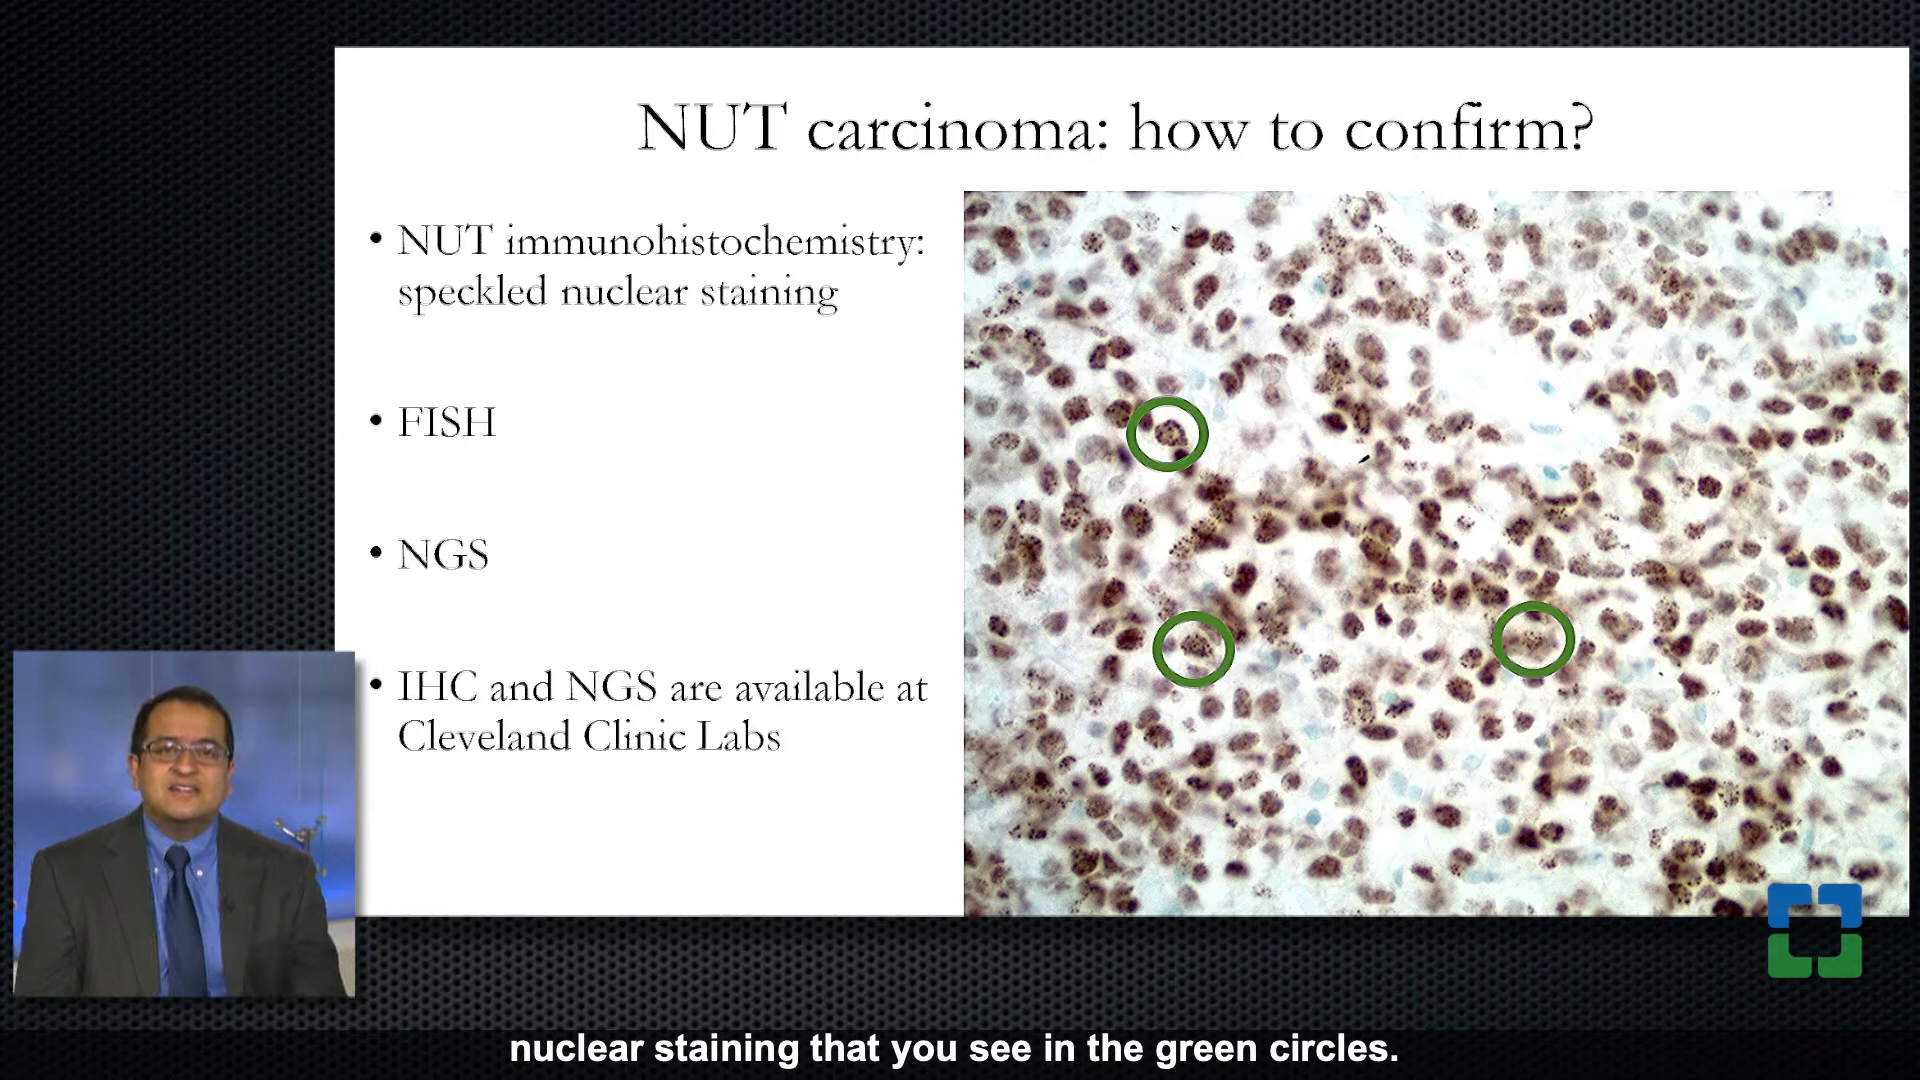 NUT carcinoma: how to confirm?
• NUT immunohistochemistry:
speckled nuclear staining
• FISH
• NGS
• IHC and NGS are available at
Cleveland Clinic Labs
nuclear staining that you see in the green circles.